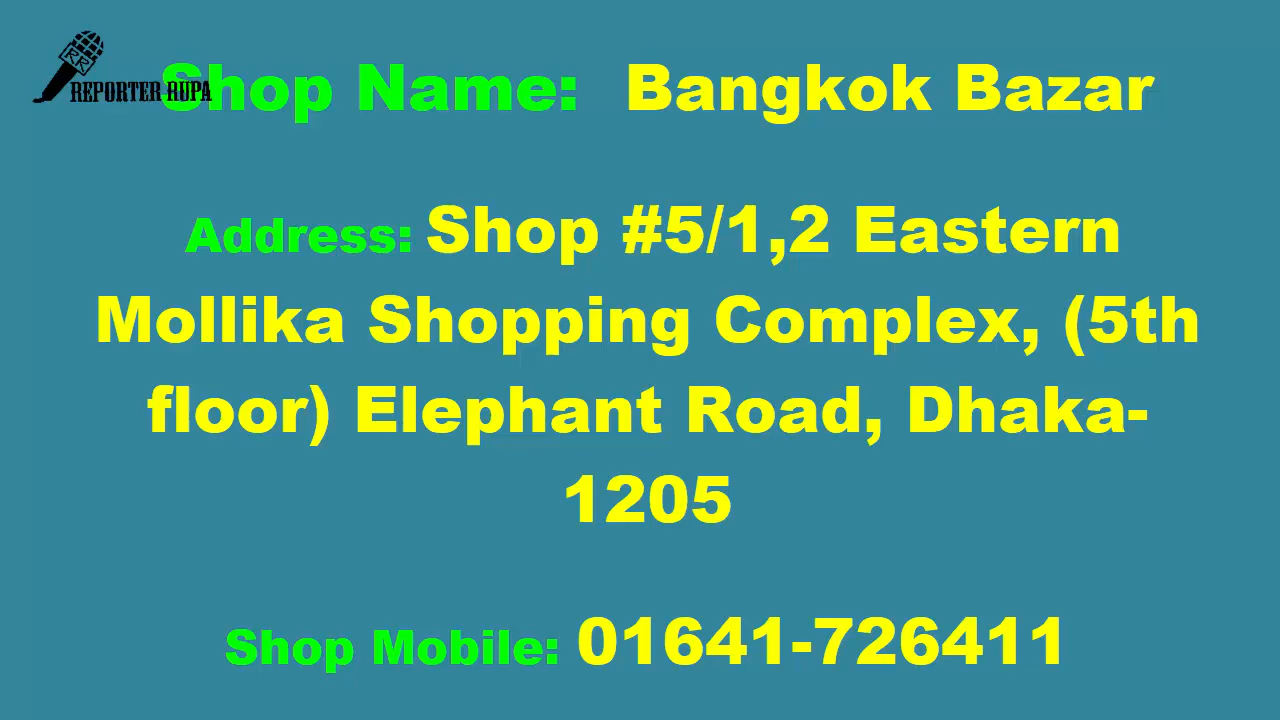 REPORTER RUPA
Shop Name: Bangkok Bazar
Address: Shop #5/1,2 Eastern
Mollika Shopping Complex, (5th
floor) Elephant Road, Dhaka-
1205
Shop Mobile: 01641-726411